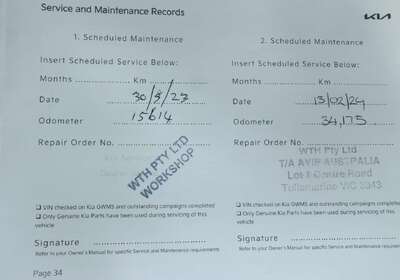 Service and Maintenance Records
KIA
1. Scheduled Maintenance
Insert Scheduled Service Below:
Months .............. Km ......................
Date 30/5/23
Odometer 15614
Repair Order No. ......................
WTH PTY LTD
WORKSHOP
❑ VIN checked on Kia GWMS and outstanding campaigns completed
❑ Only Genuine Kia Parts have been used during servicing of this
vehicle
Signature ......................
Refer to your Owner's Manual for specific Service and Maintenance requirements
Page 34
2. Scheduled Maintenance
Insert Scheduled Service Below:
Months .............. Km ......................
Date 13/02/24
Odometer 34,175
Repair Order No. ......................
WTH Pty Ltd
T/A AVIS AUSTRALIA
Tullamarine VIC 3043
❑ VIN checked on Kia GWMS and outstanding campaigns completed
❑ Only Genuine Kia Parts have been used during servicing of this
vehicle
Signature ......................
Refer to your Owner's Manual for specific Service and Maintenance requirements